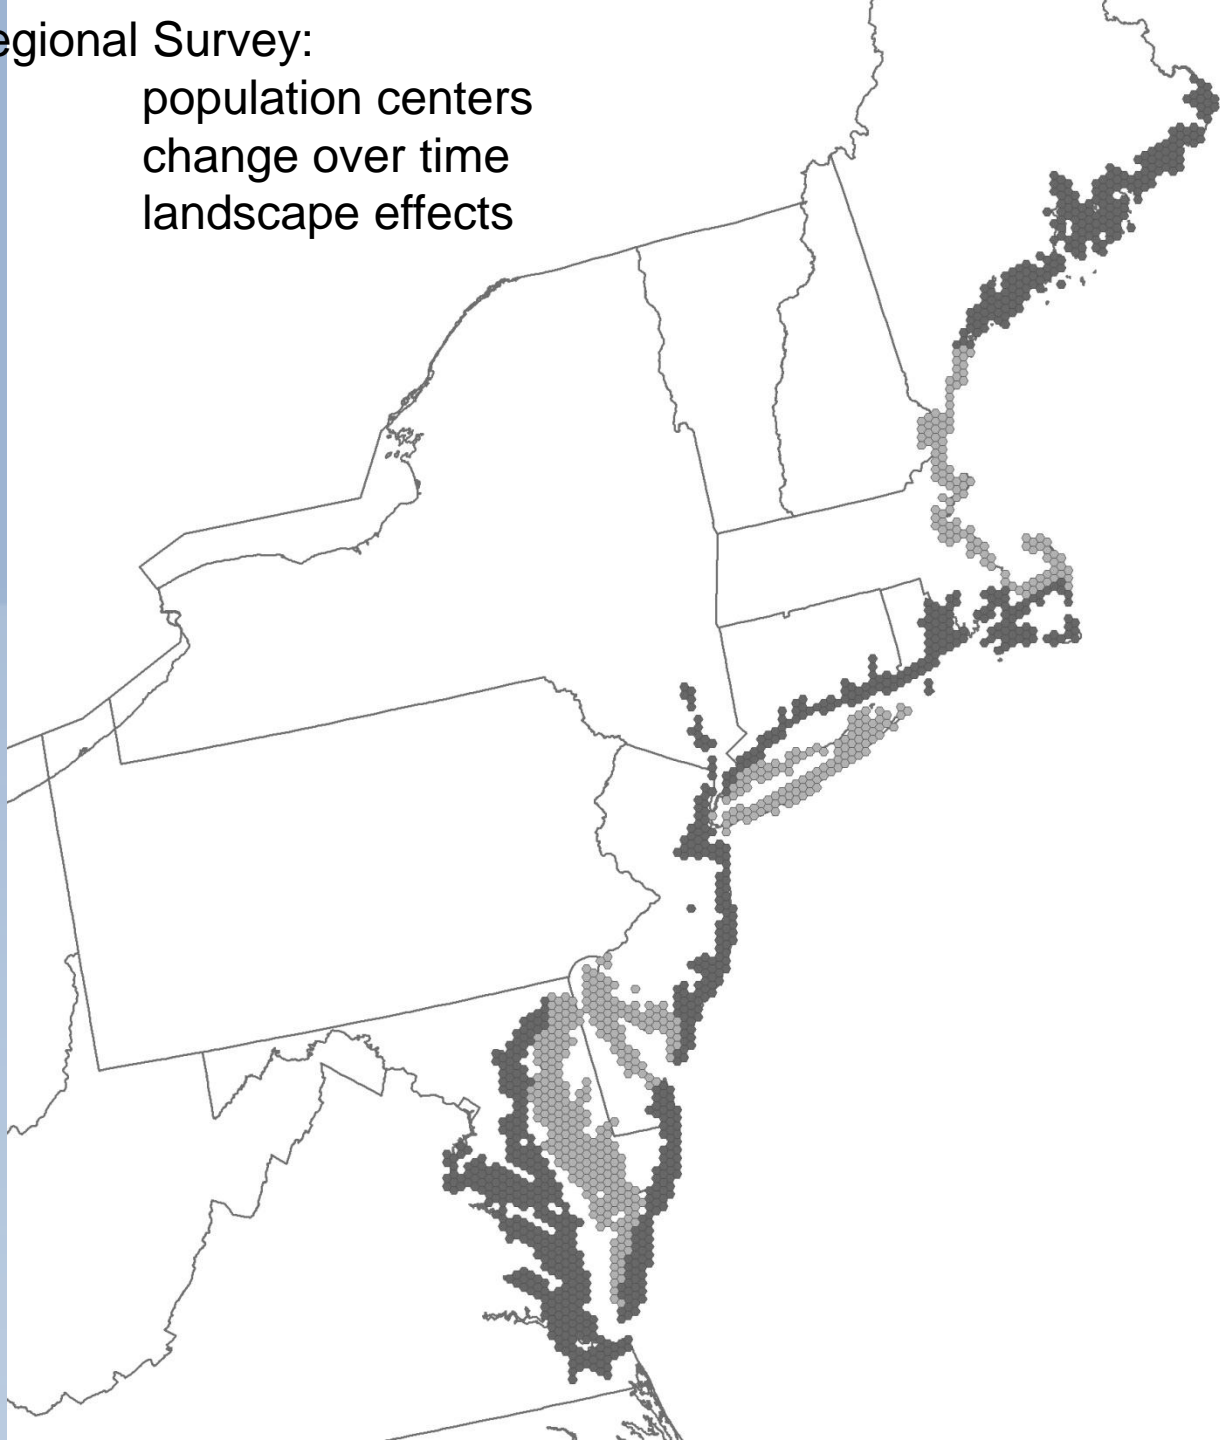 egional Survey:
population centers
change over time
landscape effects